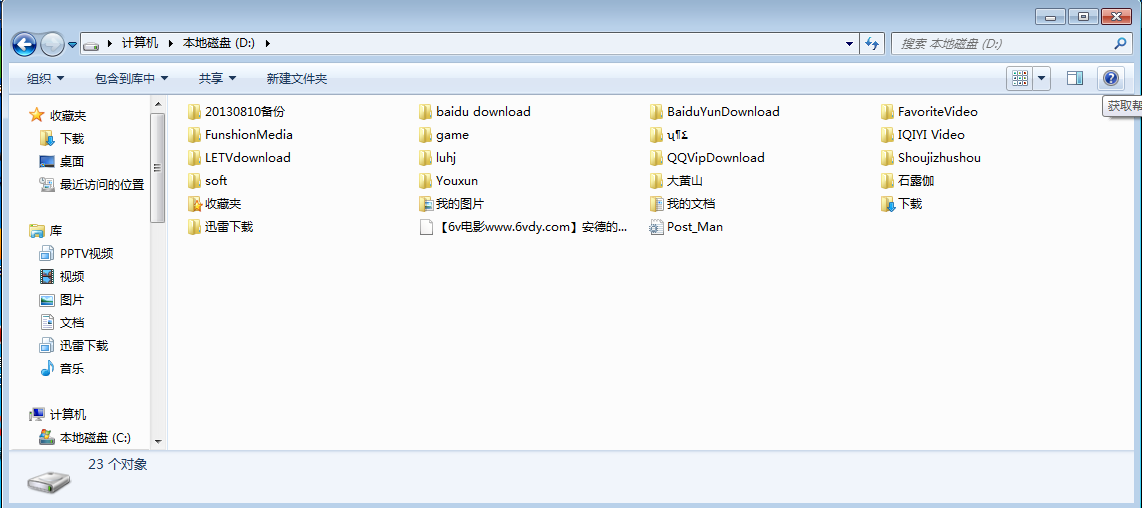 计算机 本地磁盘 (D:)
搜索 本地磁盘 (D:)
组织 包含到库中 共享 新建文件夹
获取帮
收藏夹
下载
桌面
最近访问的位置
库
PPTV视频
视频
图片
文档
迅雷下载
音乐
计算机
本地磁盘 (C:)
20130810备份 baidu download BaiduYunDownload FavoriteVideo
FunshionMedia game IQIYI Video
LETVdownload luhj QQVipDownload Shoujizhushou
soft Youxun 大黄山 石露伽
收藏夹 我的图片 我的文档 下载
迅雷下载 【6v电影www.6vdy.com】安德的... Post_Man
23 个对象